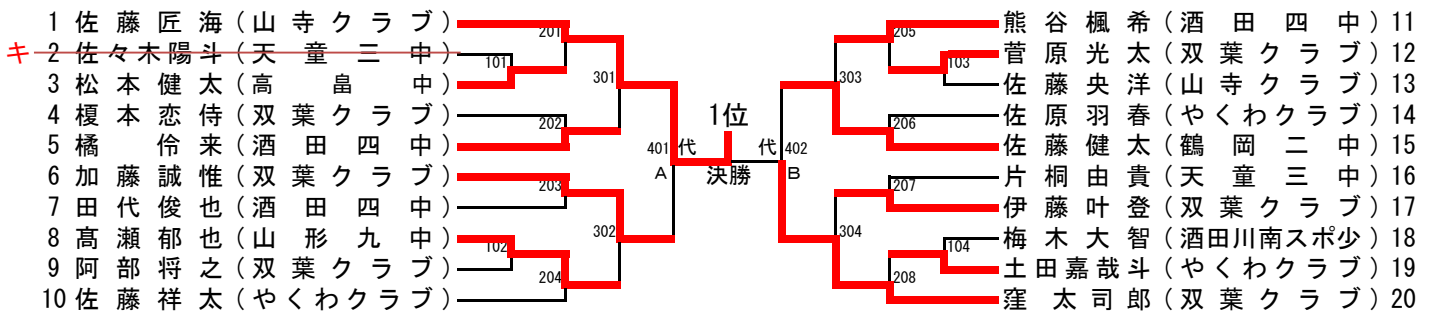 1 佐藤匠海(山寺クラブ)
キ 2 佐々木陽斗(天童三中)
3 松本健太(高畠中)
4 榎本恋侍(双葉クラブ)
5 橘伶来(酒田四中)
6 加藤誠惟(双葉クラブ)
7 田代俊也(酒田四中)
8 髙瀬郁也(山形九中)
9 阿部将之(双葉クラブ)
10 佐藤祥太(やくわクラブ)
201
101
301
202
203
302
102
204
1位
401 代 代 402
A 決勝 B
205
103
303
206
207
304
104
208
熊谷楓希(酒田四中) 11
菅原光太(双葉クラブ) 12
佐藤央洋(山寺クラブ) 13
佐原羽春(やくわクラブ) 14
佐藤健太(鶴岡二中) 15
片桐由貴(天童三中) 16
伊藤叶登(双葉クラブ) 17
梅木大智(酒田川南スポ少) 18
土田嘉哉斗(やくわクラブ) 19
窪太司郎(双葉クラブ) 20